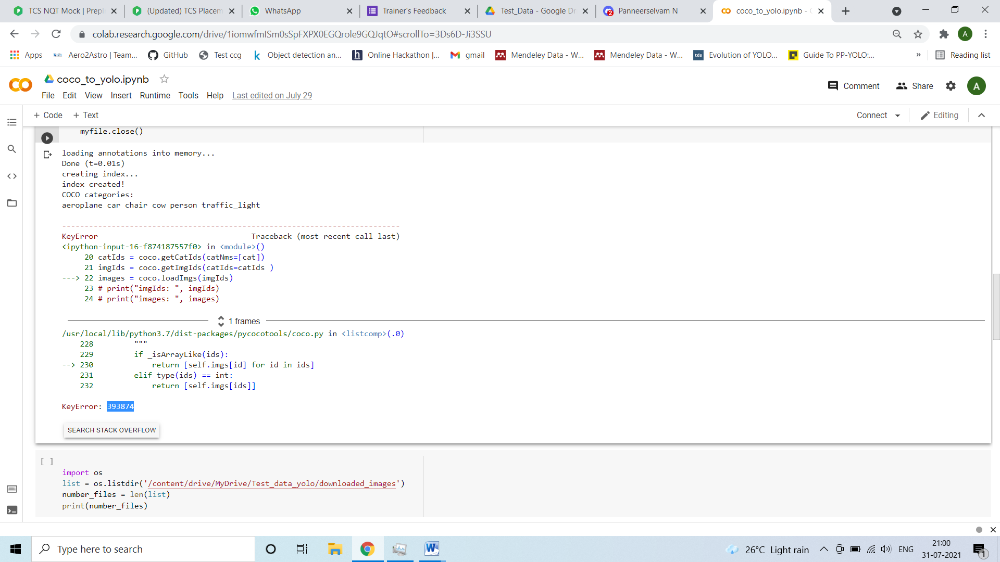 TCS NQT Mock | Prepl
(Updated) TCS Placem
WhatsApp
Trainer's Feedback
Test_Data - Google Dr
2
Panneerselvam N
coco_to_yolo.ipynb - C
colab.research.google.com/drive/1iomwfmlSm0sSpFXPX0EGQrole9GQJqtO#scrollTo=3Ds6D-Ji3SSU
A
Apps
Aero2Astro | Team...
GitHub
Test ccg
k Object detection an...
h Online Hackathon |...
gmail
Mendeley Data - W...
Mendeley Data - W...
tds Evolution of YOLO...
Guide To PP-YOLO:...
»
Reading list
coco_to_yolo.ipynb
Comment
Share
A
File Edit View Insert Runtime Tools Help Last edited on July 29
+ Code + Text
Connect
Editing
myfile.close()
loading annotations into memory...
Done (t=0.01s)
creating index...
index created!
COCO categories:
aeroplane car chair cow person traffic_light
---------------------------------------------------------------------------
KeyError Traceback (most recent call last)
<ipython-input-16-f874187557f0> in <module>()
20 catIds = coco.getCatIds(catNms=[cat])
21 imgIds = coco.getImgIds(catIds=catIds )
---> 22 images = coco.loadImgs(imgIds)
23 # print("imgIds: ", imgIds)
24 # print("images: ", images)
1 frames
/usr/local/lib/python3.7/dist-packages/pycocotools/coco.py in <listcomp>(.0)
228 """
229 if _isArrayLike(ids):
--> 230 return [self.imgs[id] for id in ids]
231 elif type(ids) == int:
232 return [self.imgs[ids]]
KeyError: 393874
SEARCH STACK OVERFLOW
[ ]
import os
list = os.listdir('/content/drive/MyDrive/Test_data_yolo/downloaded_images')
number_files = len(list)
print(number_files)
Type here to search
26°C Light rain
ENG
21:00
31-07-2021
1